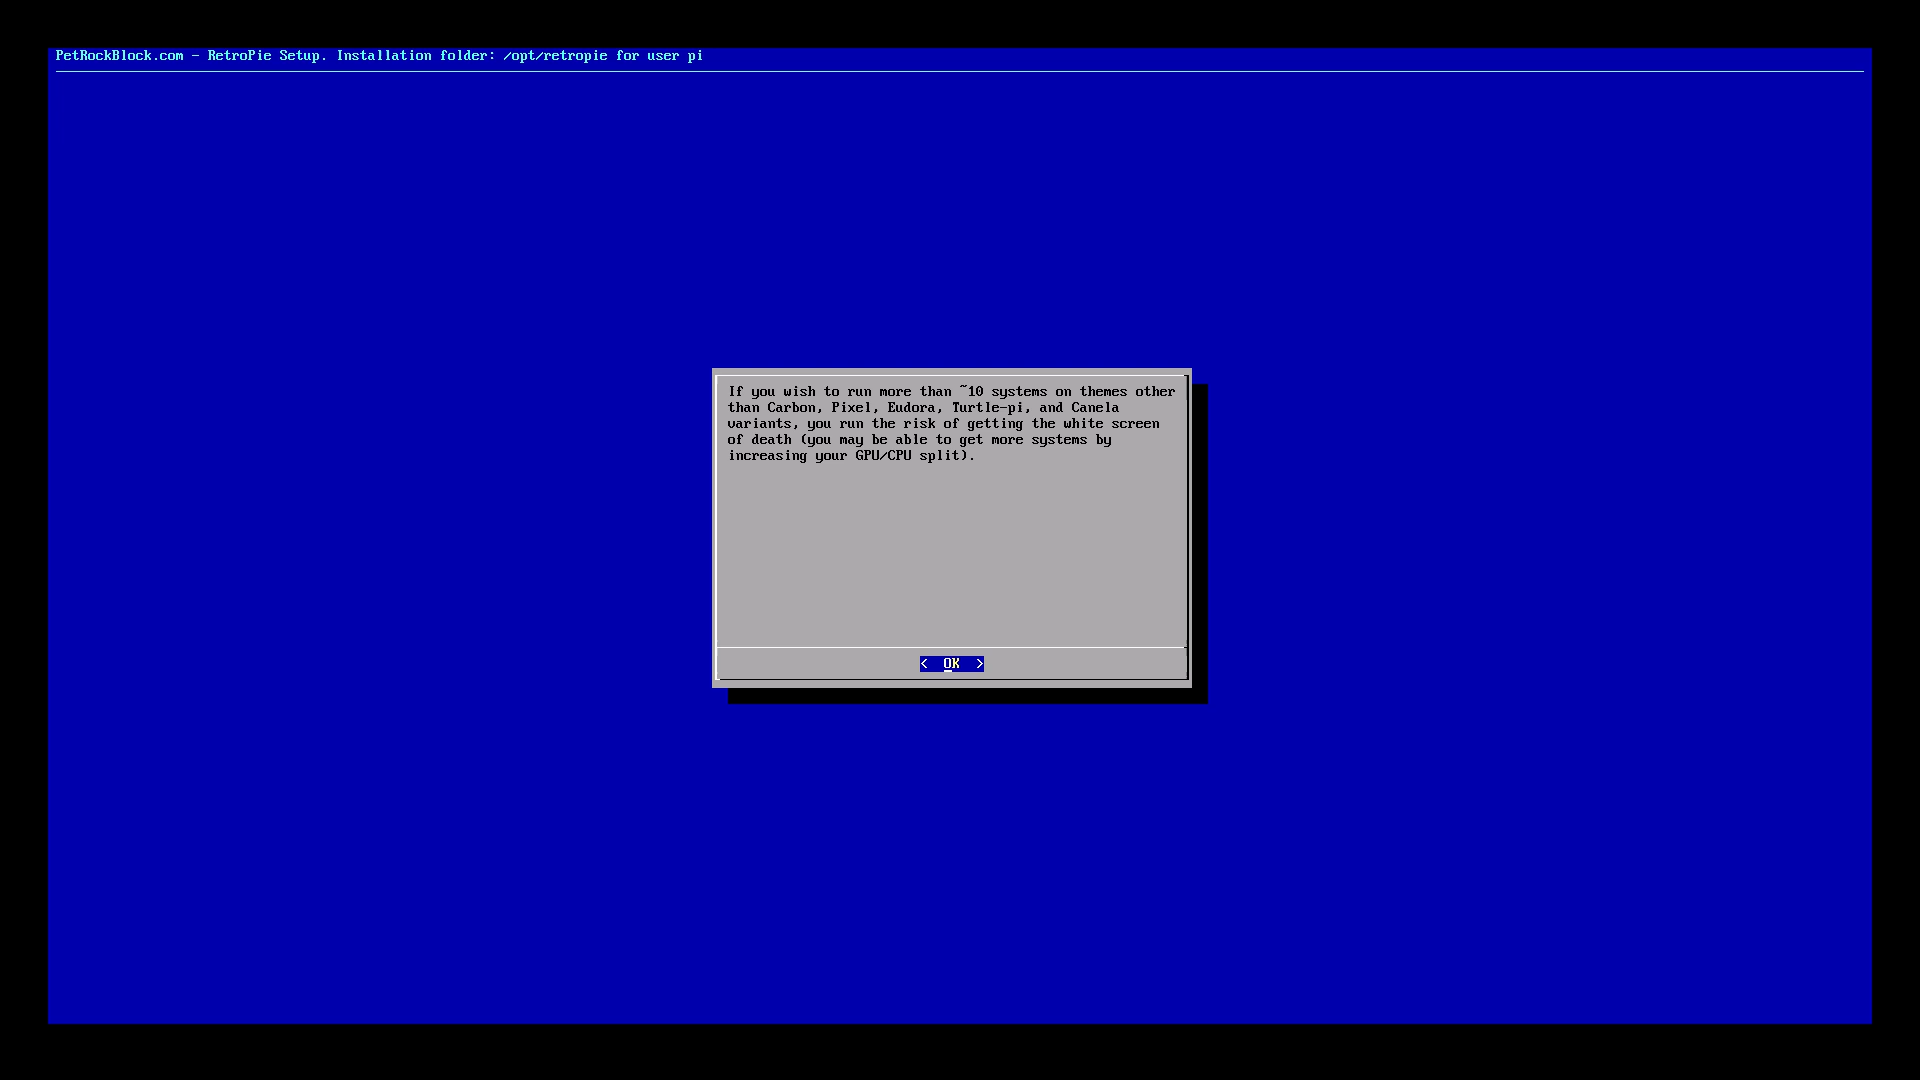 PetRockBlock.com - RetroPie Setup. Installation folder: /opt/retropie for user pi
If you wish to run more than ~10 systems on themes other
than Carbon, Pixel, Eudora, Turtle-pi, and Canela
variants, you run the risk of getting the white screen
of death (you may be able to get more systems by
increasing your GPU/CPU split).
< OK >